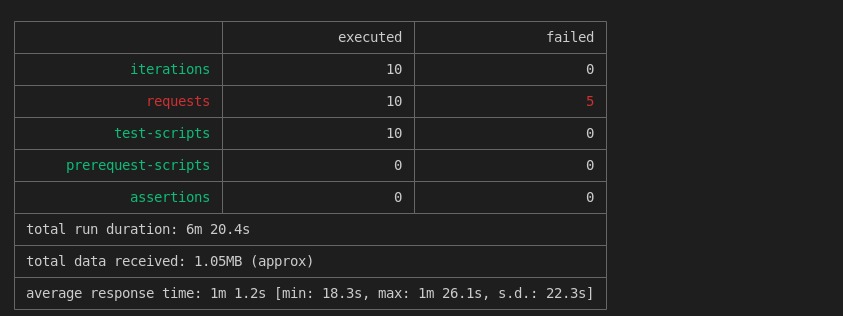 executed failed
iterations 10 0
requests 10 5
test-scripts 10 0
prerequest-scripts 0 0
assertions 0 0
total run duration: 6m 20.4s
total data received: 1.05MB (approx)
average response time: 1m 1.2s [min: 18.3s, max: 1m 26.1s, s.d.: 22.3s]